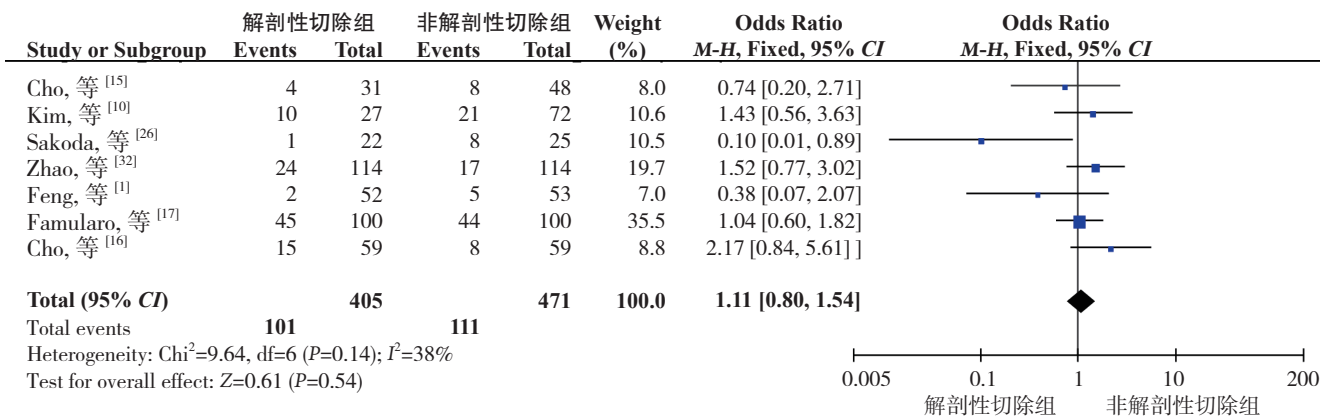 解剖性切除组 非解剖性切除组 Weight Odds Ratio Odds Ratio
Study or Subgroup Events Total Events Total (%) M-H, Fixed, 95% CI M-H, Fixed, 95% CI
Cho, 等 [15] 4 31 8 48 8.0 0.74 [0.20, 2.71]
Kim, 等 [10] 10 27 21 72 10.6 1.43 [0.56, 3.63]
Sakoda, 等 [26] 1 22 8 25 10.5 0.10 [0.01, 0.89]
Zhao, 等 [32] 24 114 17 114 19.7 1.52 [0.77, 3.02]
Feng, 等 [1] 2 52 5 53 7.0 0.38 [0.07, 2.07]
Famularo, 等 [17] 45 100 44 100 35.5 1.04 [0.60, 1.82]
Cho, 等 [16] 15 59 8 59 8.8 2.17 [0.84, 5.61] ]
Total (95% CI) 405 471 100.0 1.11 [0.80, 1.54]
Total events 101 111
Heterogeneity: Chi²=9.64, df=6 (P=0.14); I²=38%
Test for overall effect: Z=0.61 (P=0.54)
0.005 0.1 1 10 200
解剖性切除组 非解剖性切除组